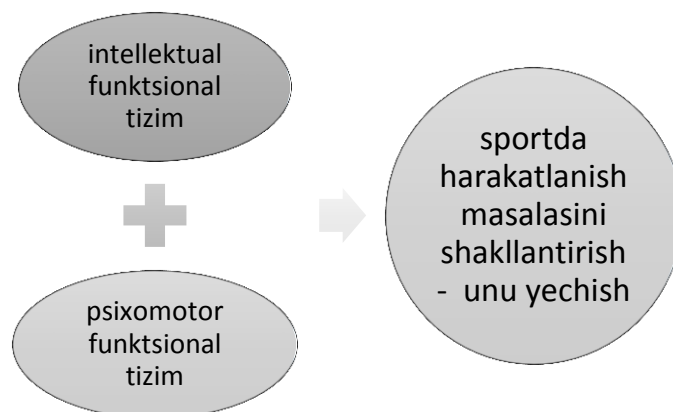 intellektual
funktsional
tizim
psixomotor
funktsional
tizim
sportda
harakatlanish
masalasini
shakllantirish
- unu yechish